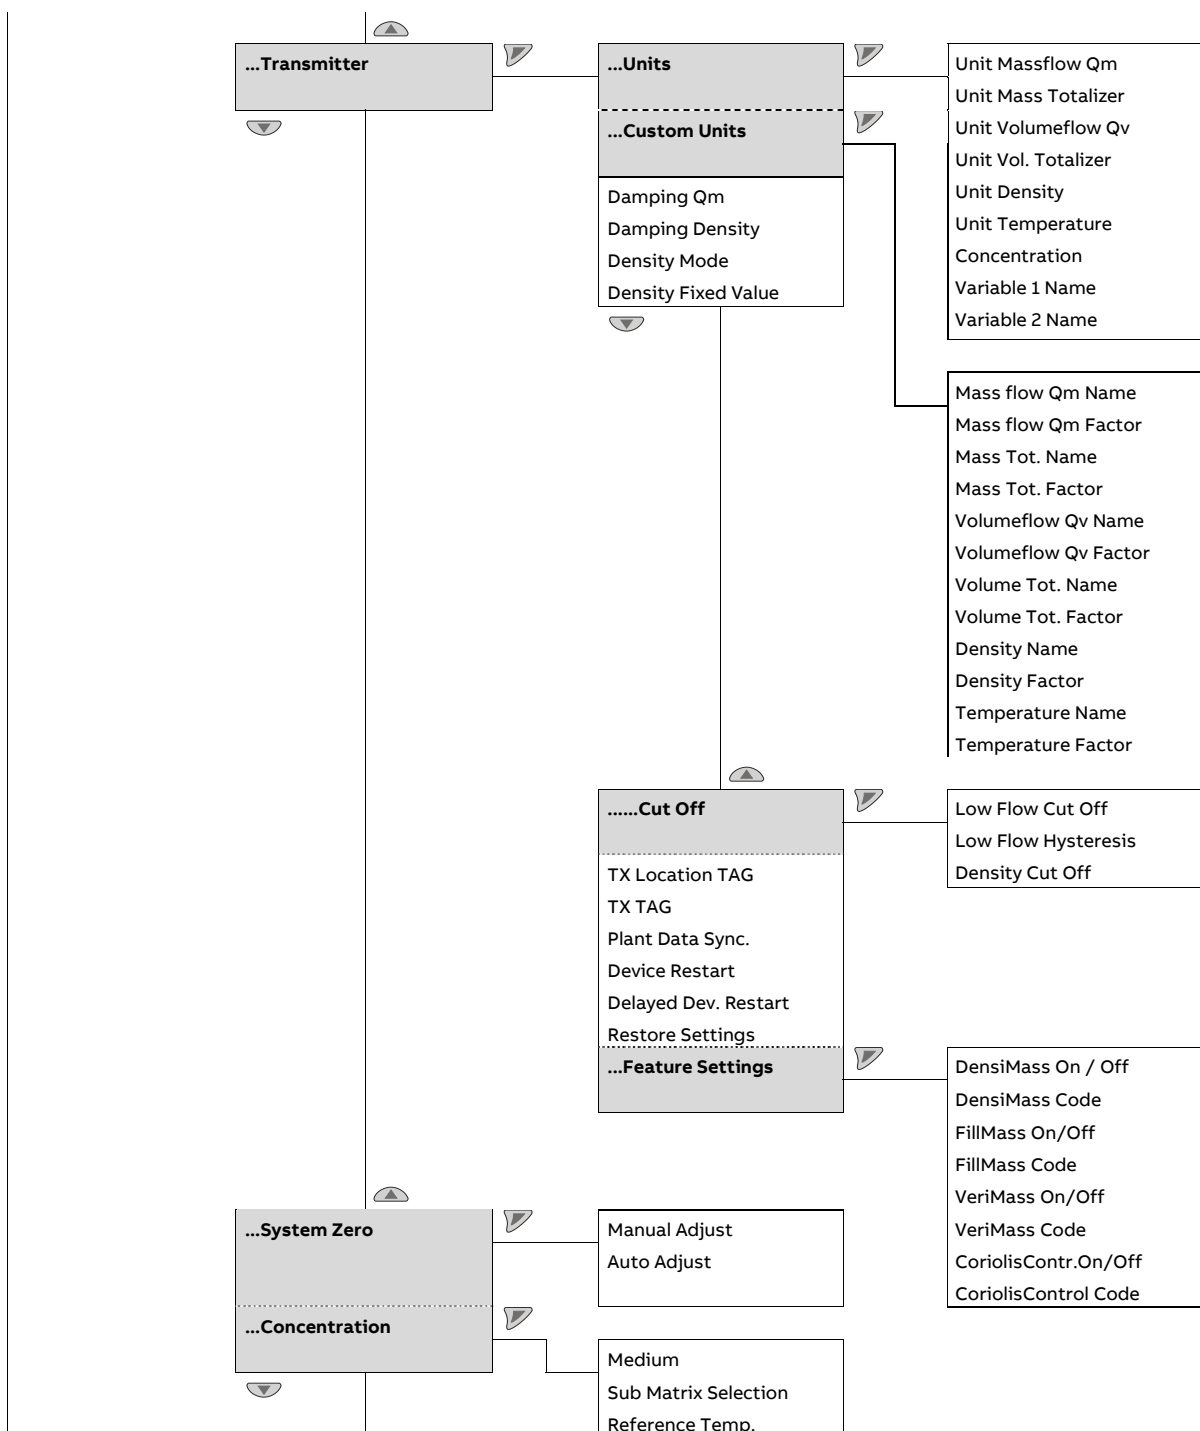 ...Transmitter
...Units
...Custom Units
Damping Qm
Damping Density
Density Mode
Density Fixed Value
Unit Massflow Qm
Unit Mass Totalizer
Unit Volumeflow Qv
Unit Vol. Totalizer
Unit Density
Unit Temperature
Concentration
Variable 1 Name
Variable 2 Name
Mass flow Qm Name
Mass flow Qm Factor
Mass Tot. Name
Mass Tot. Factor
Volumeflow Qv Name
Volumeflow Qv Factor
Volume Tot. Name
Volume Tot. Factor
Density Name
Density Factor
Temperature Name
Temperature Factor
......Cut Off
TX Location TAG
TX TAG
Plant Data Sync.
Device Restart
Delayed Dev. Restart
Restore Settings
...Feature Settings
Low Flow Cut Off
Low Flow Hysteresis
Density Cut Off
DensiMass On / Off
DensiMass Code
FillMass On/Off
FillMass Code
VeriMass On/Off
VeriMass Code
CoriolisContr.On/Off
CoriolisControl Code
...System Zero
Manual Adjust
Auto Adjust
...Concentration
Medium
Sub Matrix Selection
Reference Temp.